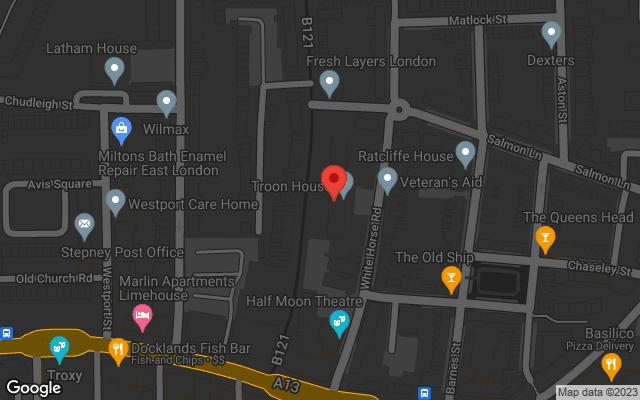 Matlock St
B121
Latham House
Fresh Layers London
Dexters
Aston St
Chudleigh St
Wilmax
Salmon Ln
Miltons Bath Enamel
Repair East London
Ratcliffe House
Salmon Ln
Avis Square
Troon House
Veteran's Aid
Westport Care Home
White Horse Rd
The Queens Head
Stepney Post Office
The Old Ship
Chaseley St
Old Church Rd
Westport St
Marlin Apartments
Limehouse
Half Moon Theatre
Basilico
Pizza Delivery
Docklands Fish Bar
Fish and Chips · $$
B121
Barnes St
Troxy
A13
Google
Map data ©2023